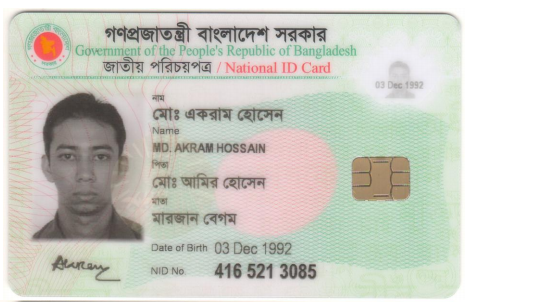 গণপ্রজাতন্ত্রী বাংলাদেশ সরকার
Government of the People's Republic of Bangladesh
জাতীয় পরিচয়পত্র / National ID Card
03 Dec 1992
নাম
মোঃ একরাম হোসেন
Name
MD. AKRAM HOSSAIN
পিতা
মোঃ আমির হোসেন
মাতা
মারজান বেগম
Date of Birth 03 Dec 1992
NID No. 416 521 3085